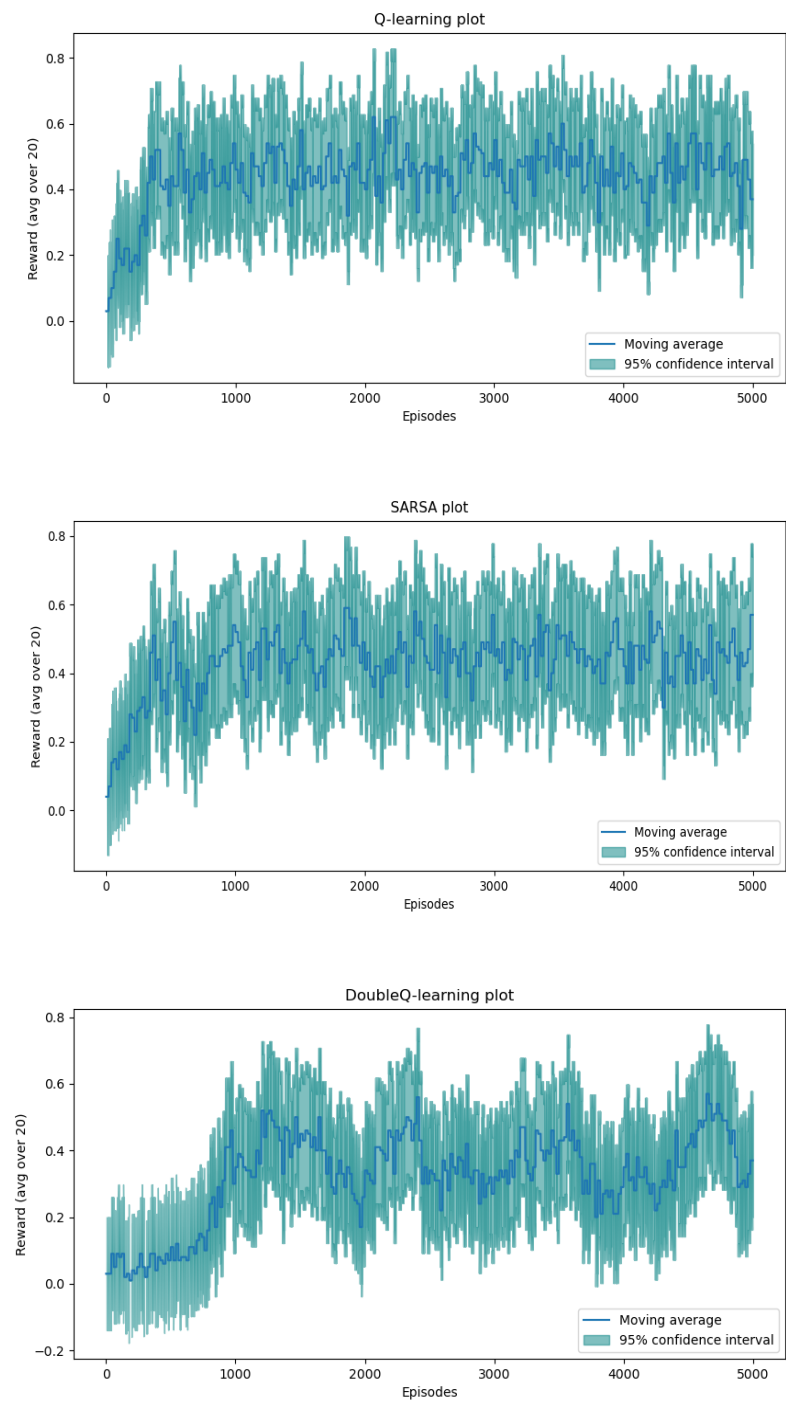 Q-learning plot
0.8
0.6
0.4
0.2
0.0
Reward (avg over 20)
Moving average
95% confidence interval
0 1000 2000 3000 4000 5000
Episodes
SARSA plot
0.8
0.6
0.4
0.2
0.0
Reward (avg over 20)
Moving average
95% confidence interval
0 1000 2000 3000 4000 5000
Episodes
DoubleQ-learning plot
0.8
0.6
0.4
0.2
0.0
−0.2
Reward (avg over 20)
Moving average
95% confidence interval
0 1000 2000 3000 4000 5000
Episodes